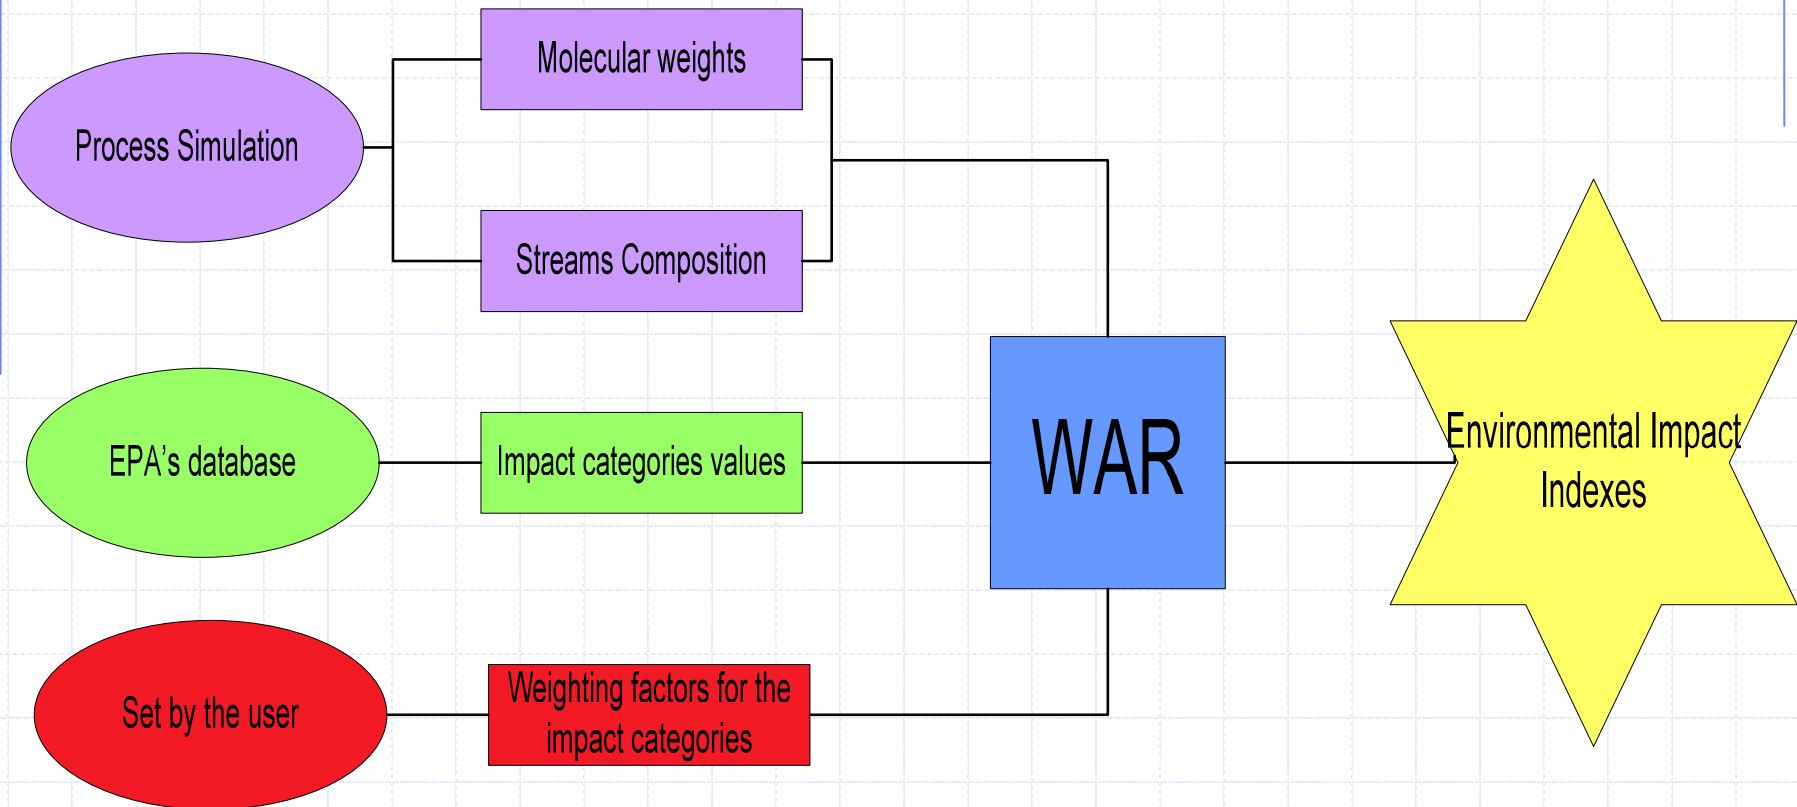 Molecular weights
Process Simulation
Streams Composition
EPA’s database
Impact categories values
WAR
Environmental Impact
Indexes
Set by the user
Weighting factors for the
impact categories